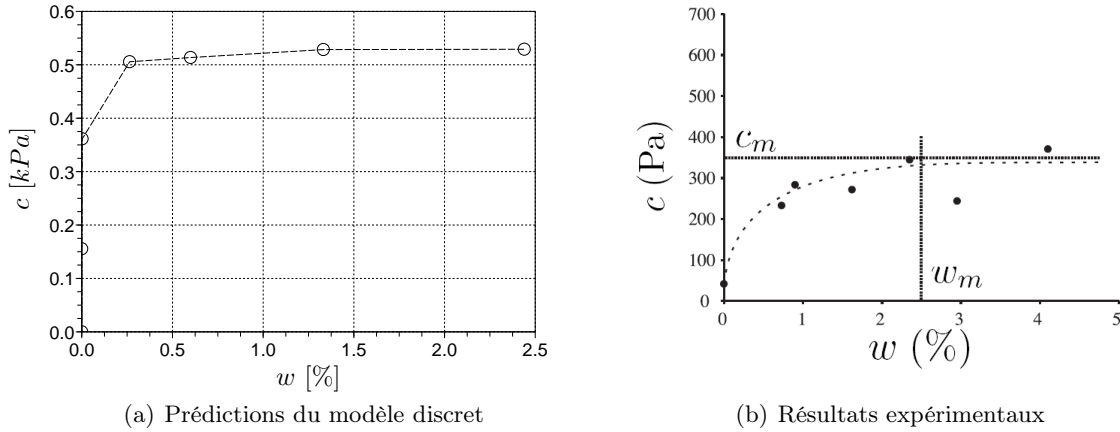 0.6
0.5
0.4
0.3
0.2
0.1
0.0
c [kPa]
0.0 0.5 1.0 1.5 2.0 2.5
w [%]
(a) Prédictions du modèle discret
700
600
500
400
300
200
100
0
c (Pa)
c_m
w_m
0 1 2 3 4 5
w (%)
(b) Résultats expérimentaux